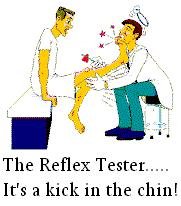 The Reflex Tester.....
It's a kick in the chin!